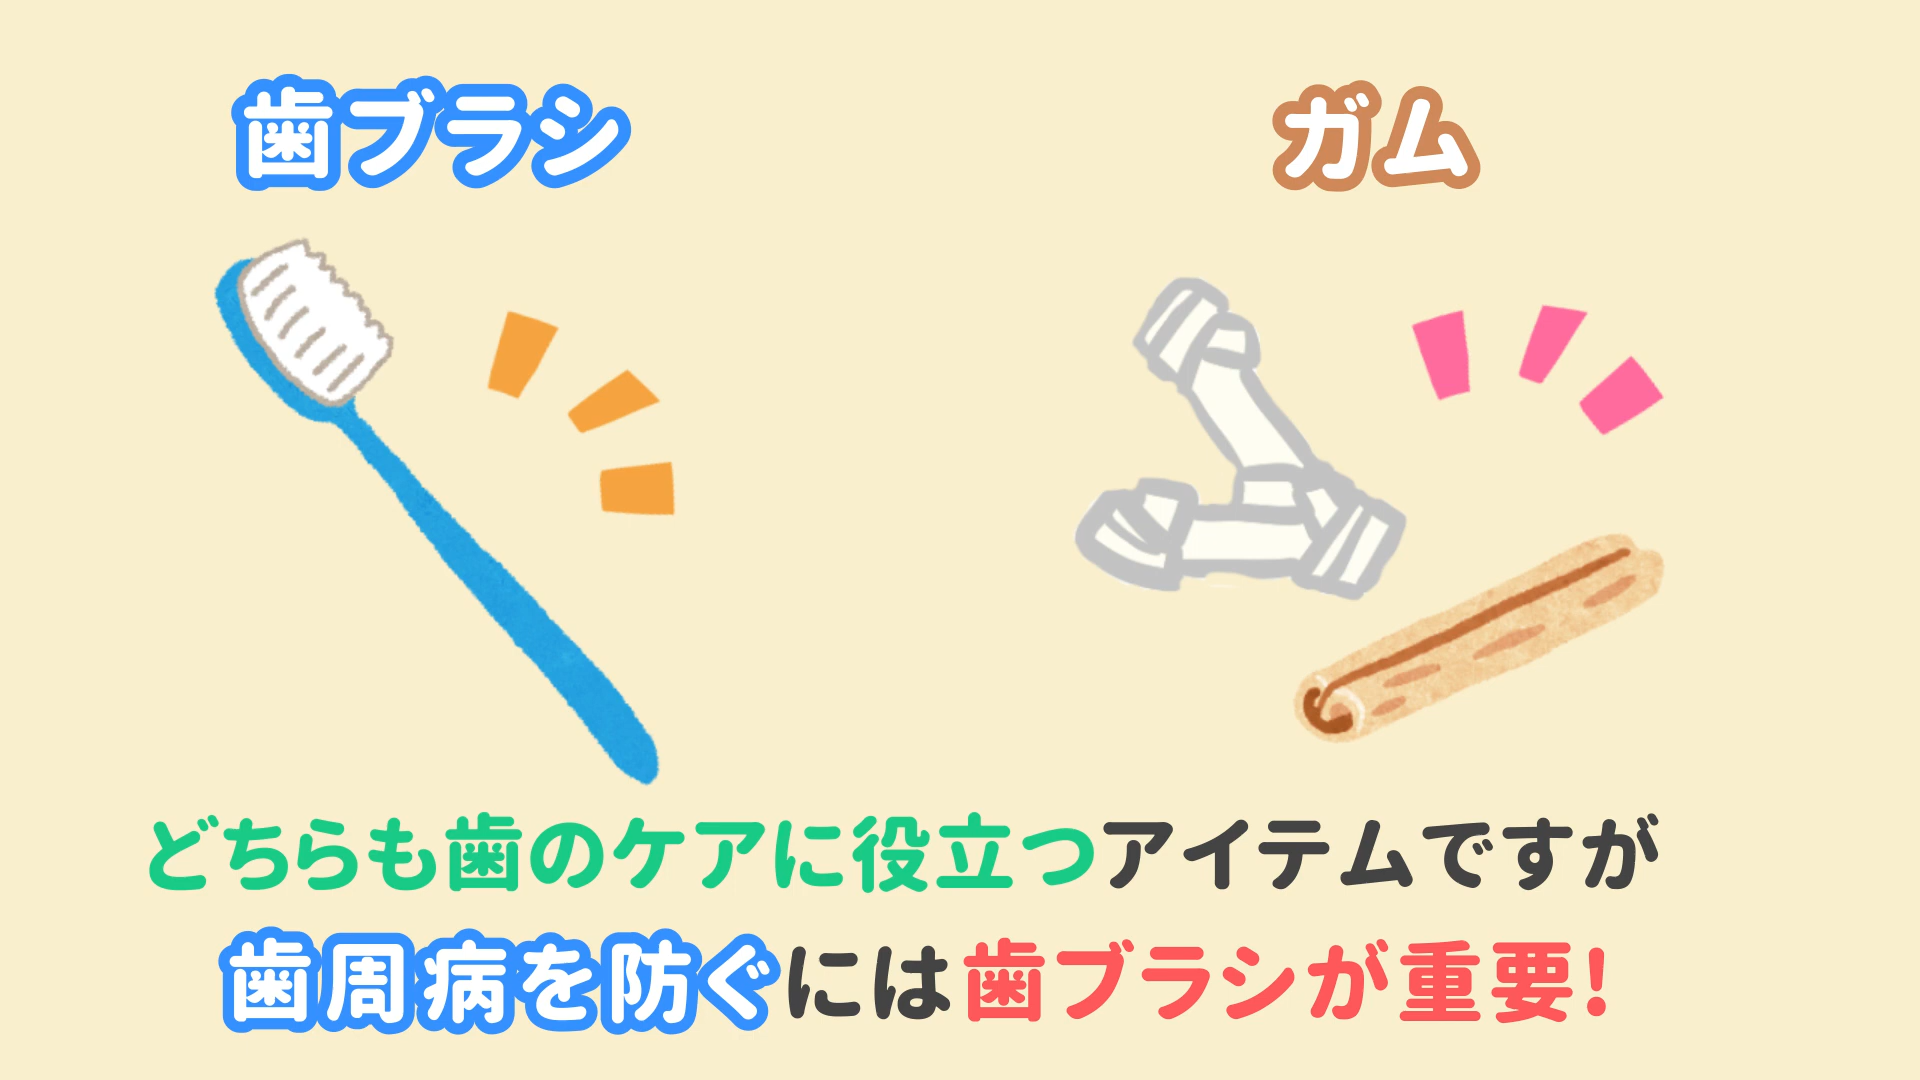 歯ブラシ
ガム
どちらも歯のケアに役立つアイテムですが
歯周病を防ぐには歯ブラシが重要!